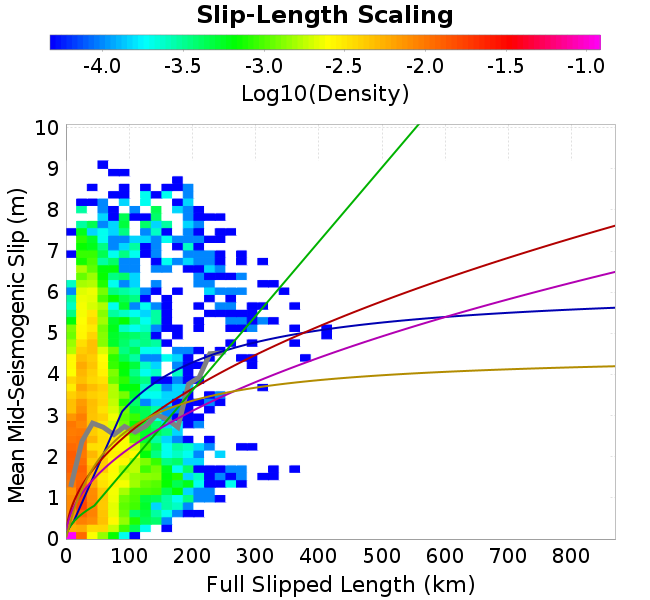 Slip-Length Scaling
-4.0 -3.5 -3.0 -2.5 -2.0 -1.5 -1.0
Log10(Density)
Mean Mid-Seismogenic Slip (m)
10
9
8
7
6
5
4
3
2
1
0
0 100 200 300 400 500 600 700 800
Full Slipped Length (km)